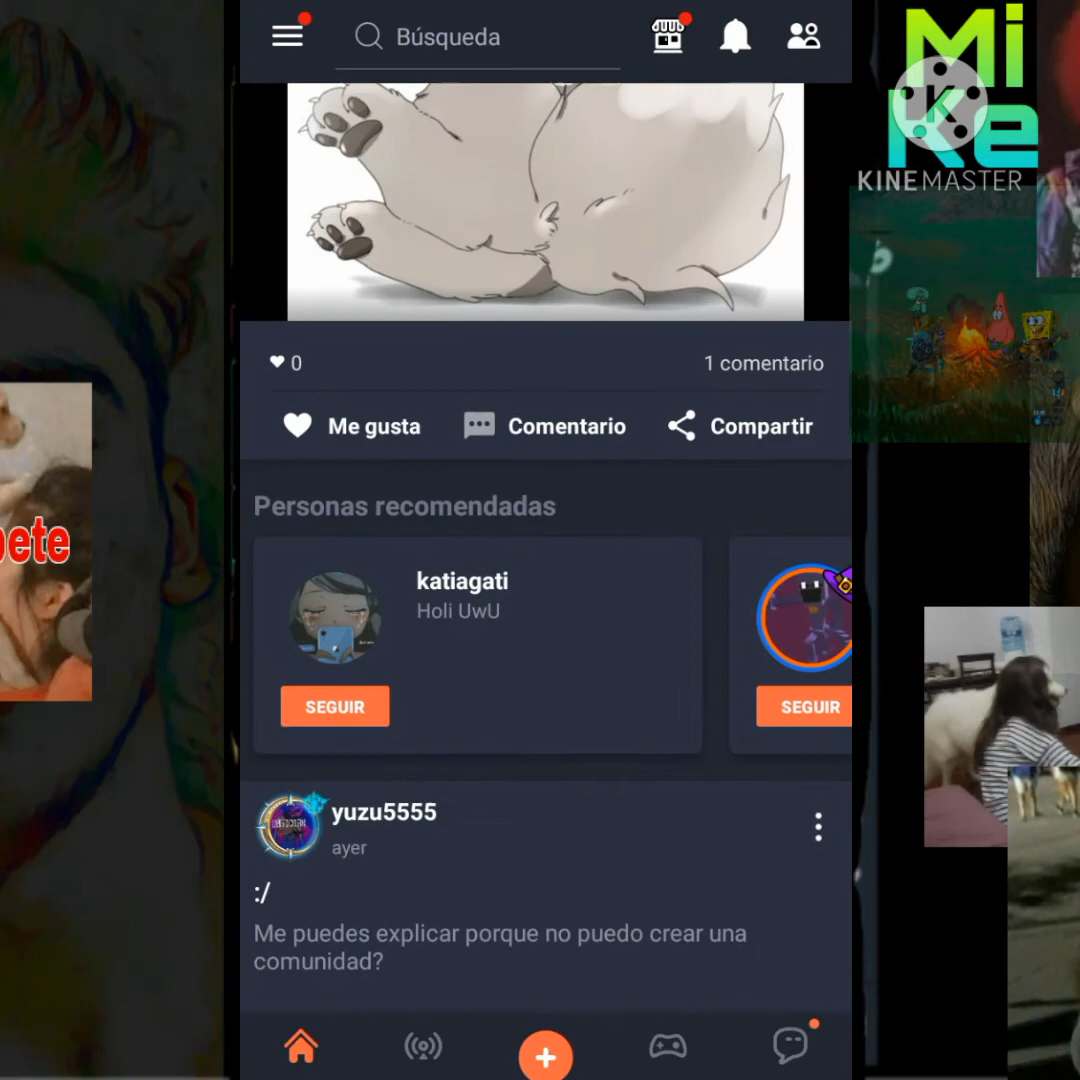 Búsqueda
Mi
Ke
KINEMASTER
0
1 comentario
Me gusta
Comentario
Compartir
Personas recomendadas
katiagati
Holi UwU
SEGUIR
SEGUIR
yuzu5555
ayer
:/
Me puedes explicar porque no puedo crear una
comunidad?